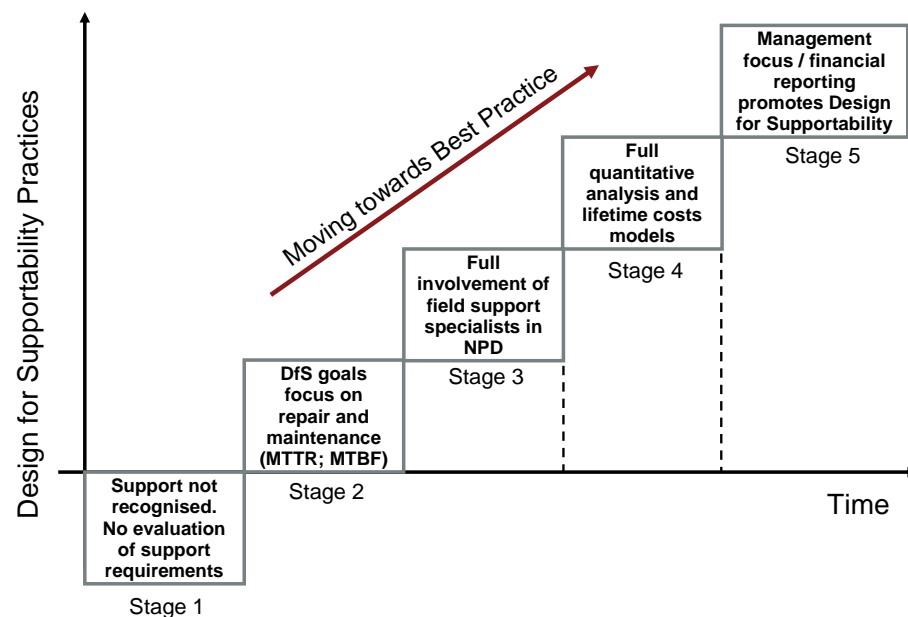 Design for Supportability Practices
Moving towards Best Practice
Management
focus / financial
reporting
promotes Design
for Supportability
Stage 5
Full
quantitative
analysis and
lifetime costs
models
Stage 4
Full
involvement of
field support
specialists in
NPD
Stage 3
DfS goals
focus on
repair and
maintenance
(MTTR; MTBF)
Stage 2
Support not
recognised.
No evaluation
of support
requirements
Stage 1
Time